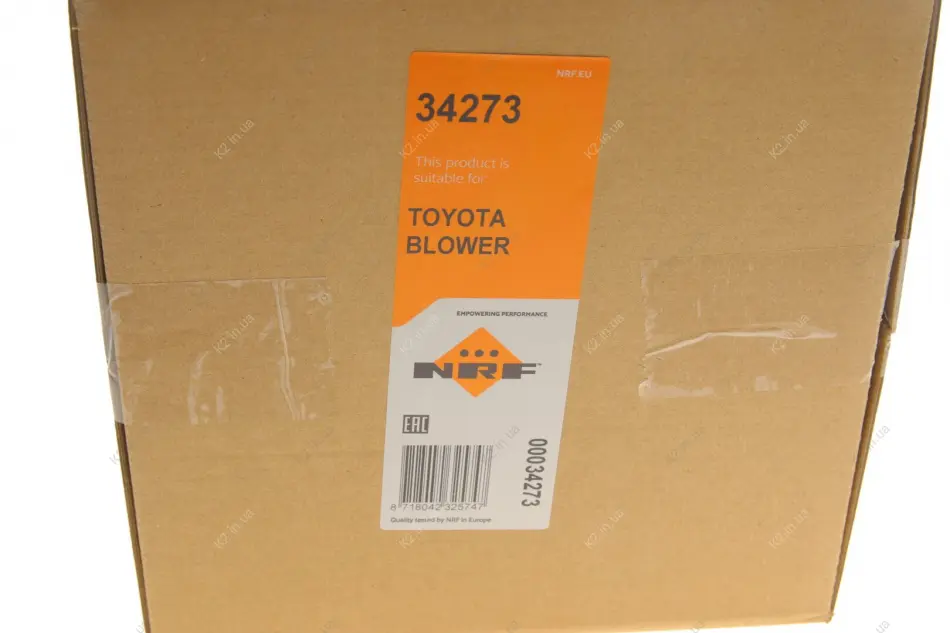 NRF.EU
34273
This product is
suitable for
TOYOTA
BLOWER
EMPOWERING PERFORMANCE
NRF
EAC
00034273
8 718042 325747
Quality tested by NRF in Europe
K2.in.ua